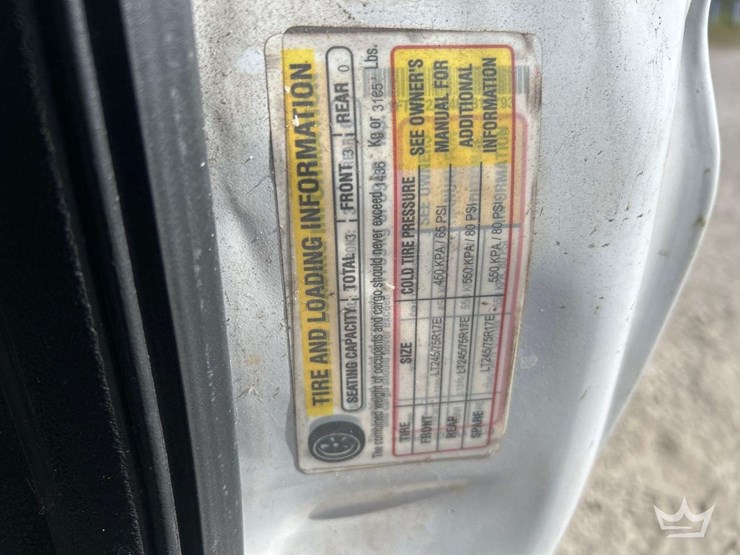 TIRE AND LOADING INFORMATION
SEATING CAPACITY: TOTAL 3: FRONT 3 REAR 0
The combined weight of occupants and cargo should never exceed 1436 Kg or 3165 Lbs.
TIRE SIZE COLD TIRE PRESSURE SEE OWNER'S MANUAL FOR ADDITIONAL INFORMATION
FRONT LT245/75R17E 450 KPA / 65 PSI
REAR LT245/75R17E 550 KPA / 80 PSI
SPARE LT245/75R17E 550 KPA / 80 PSI